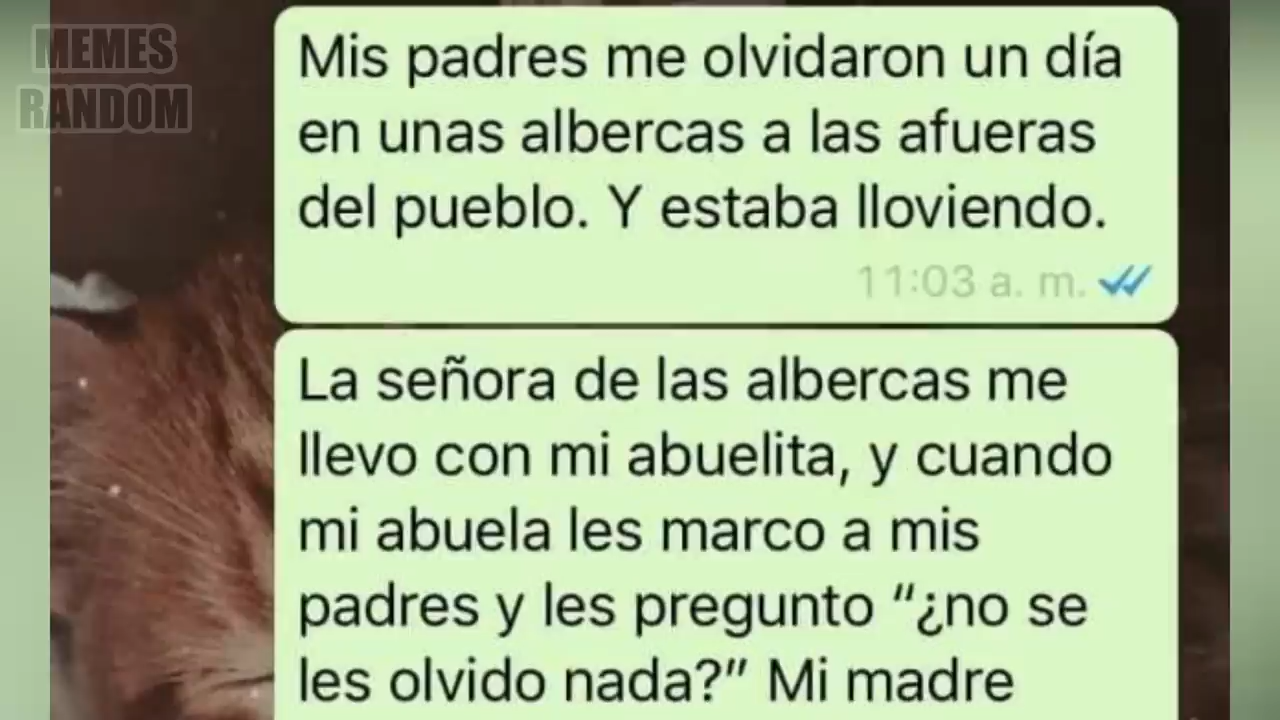 MEMES
RANDOM
Mis padres me olvidaron un día
en unas albercas a las afueras
del pueblo. Y estaba lloviendo.
11:03 a. m.
La señora de las albercas me
llevo con mi abuelita, y cuando
mi abuela les marco a mis
padres y les pregunto “¿no se
les olvido nada?” Mi madre